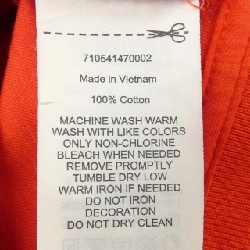 710641470002
Made in Vietnam
100% Cotton
MACHINE WASH WARM
WASH WITH LIKE COLORS
ONLY NON-CHLORINE
BLEACH WHEN NEEDED
REMOVE PROMPTLY
TUMBLE DRY LOW
WARM IRON IF NEEDED
DO NOT IRON
DECORATION
DO NOT DRY CLEAN